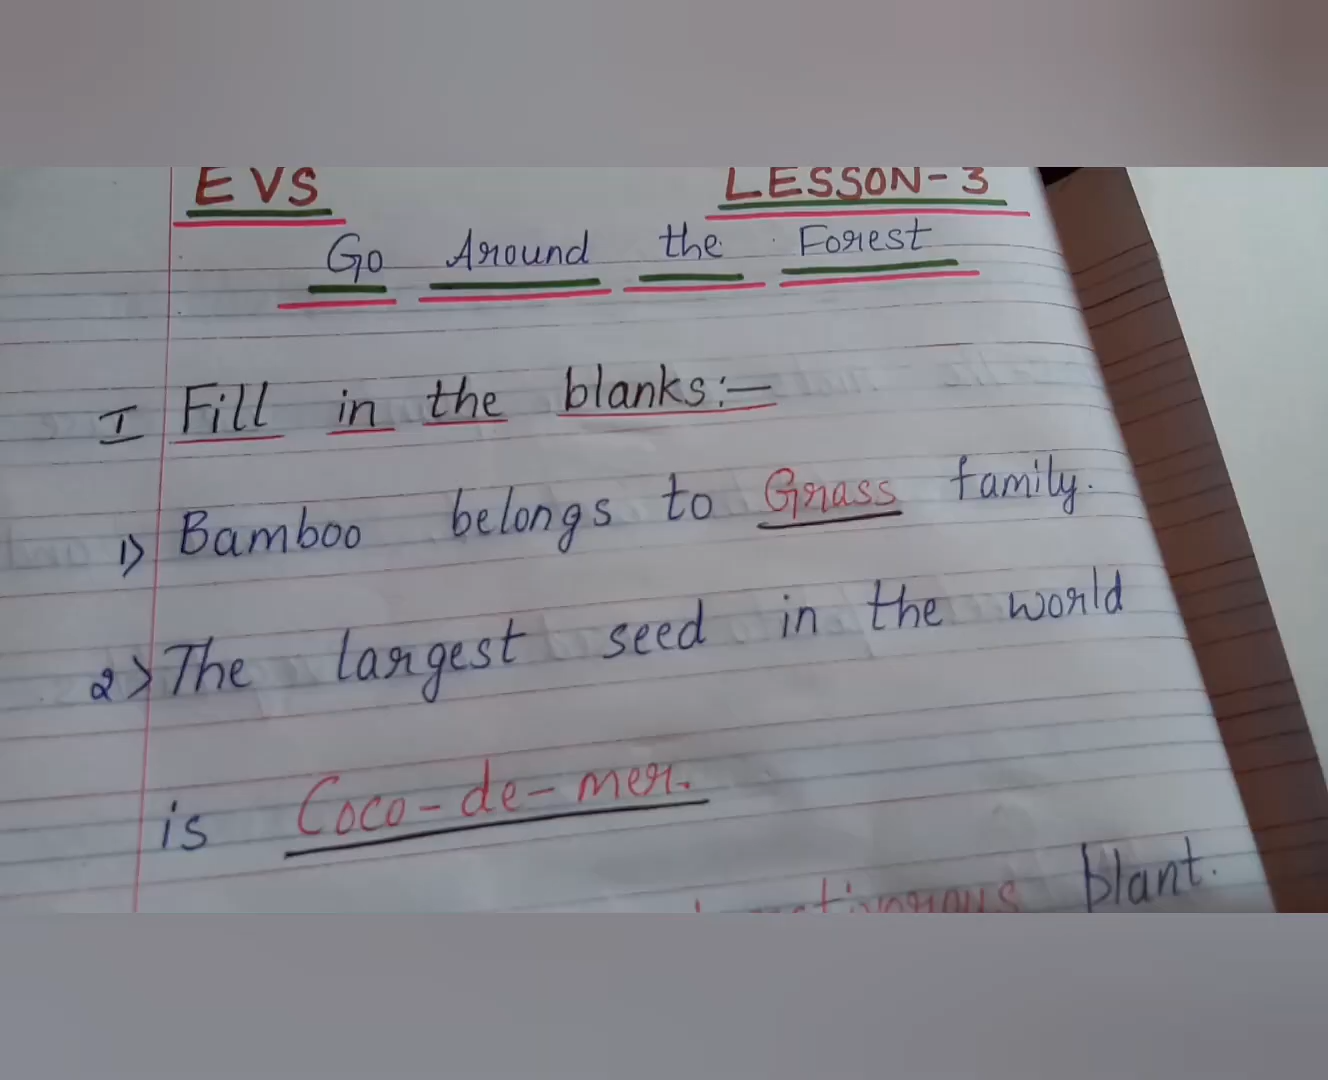 EVS LESSON-3
Go Around the Forest
I Fill in the blanks:-
1) Bamboo belongs to Grass family.
2) The largest seed in the world
is Coco-de-mer.
plant.